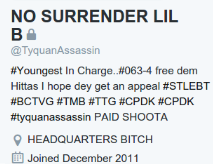 NO SURRENDER LIL
B
@TyquanAssassin
#Youngest In Charge..#063-4 free dem
Hittas I hope dey get an appeal #STLEBT
#BCTVG #TMB #TTG #CPDK #CPDK
#tyquanassassin PAID SHOOTA
HEADQUARTERS BITCH
Joined December 2011